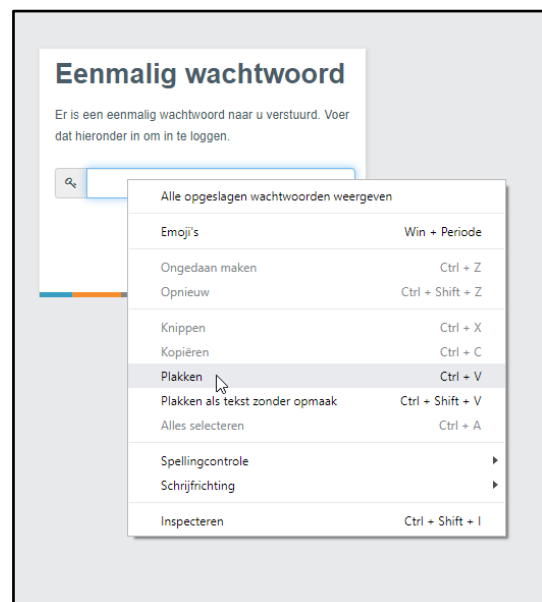 Eenmalig wachtwoord
Er is een eenmalig wachtwoord naar u verstuurd. Voer
dat hieronder in om in te loggen.
Alle opgeslagen wachtwoorden weergeven
Emoji's Win + Periode
Ongedaan maken Ctrl + Z
Opnieuw Ctrl + Shift + Z
Knippen Ctrl + X
Kopiëren Ctrl + C
Plakken Ctrl + V
Plakken als tekst zonder opmaak Ctrl + Shift + V
Alles selecteren Ctrl + A
Spellingcontrole
Schrijfrichting
Inspecteren Ctrl + Shift + I